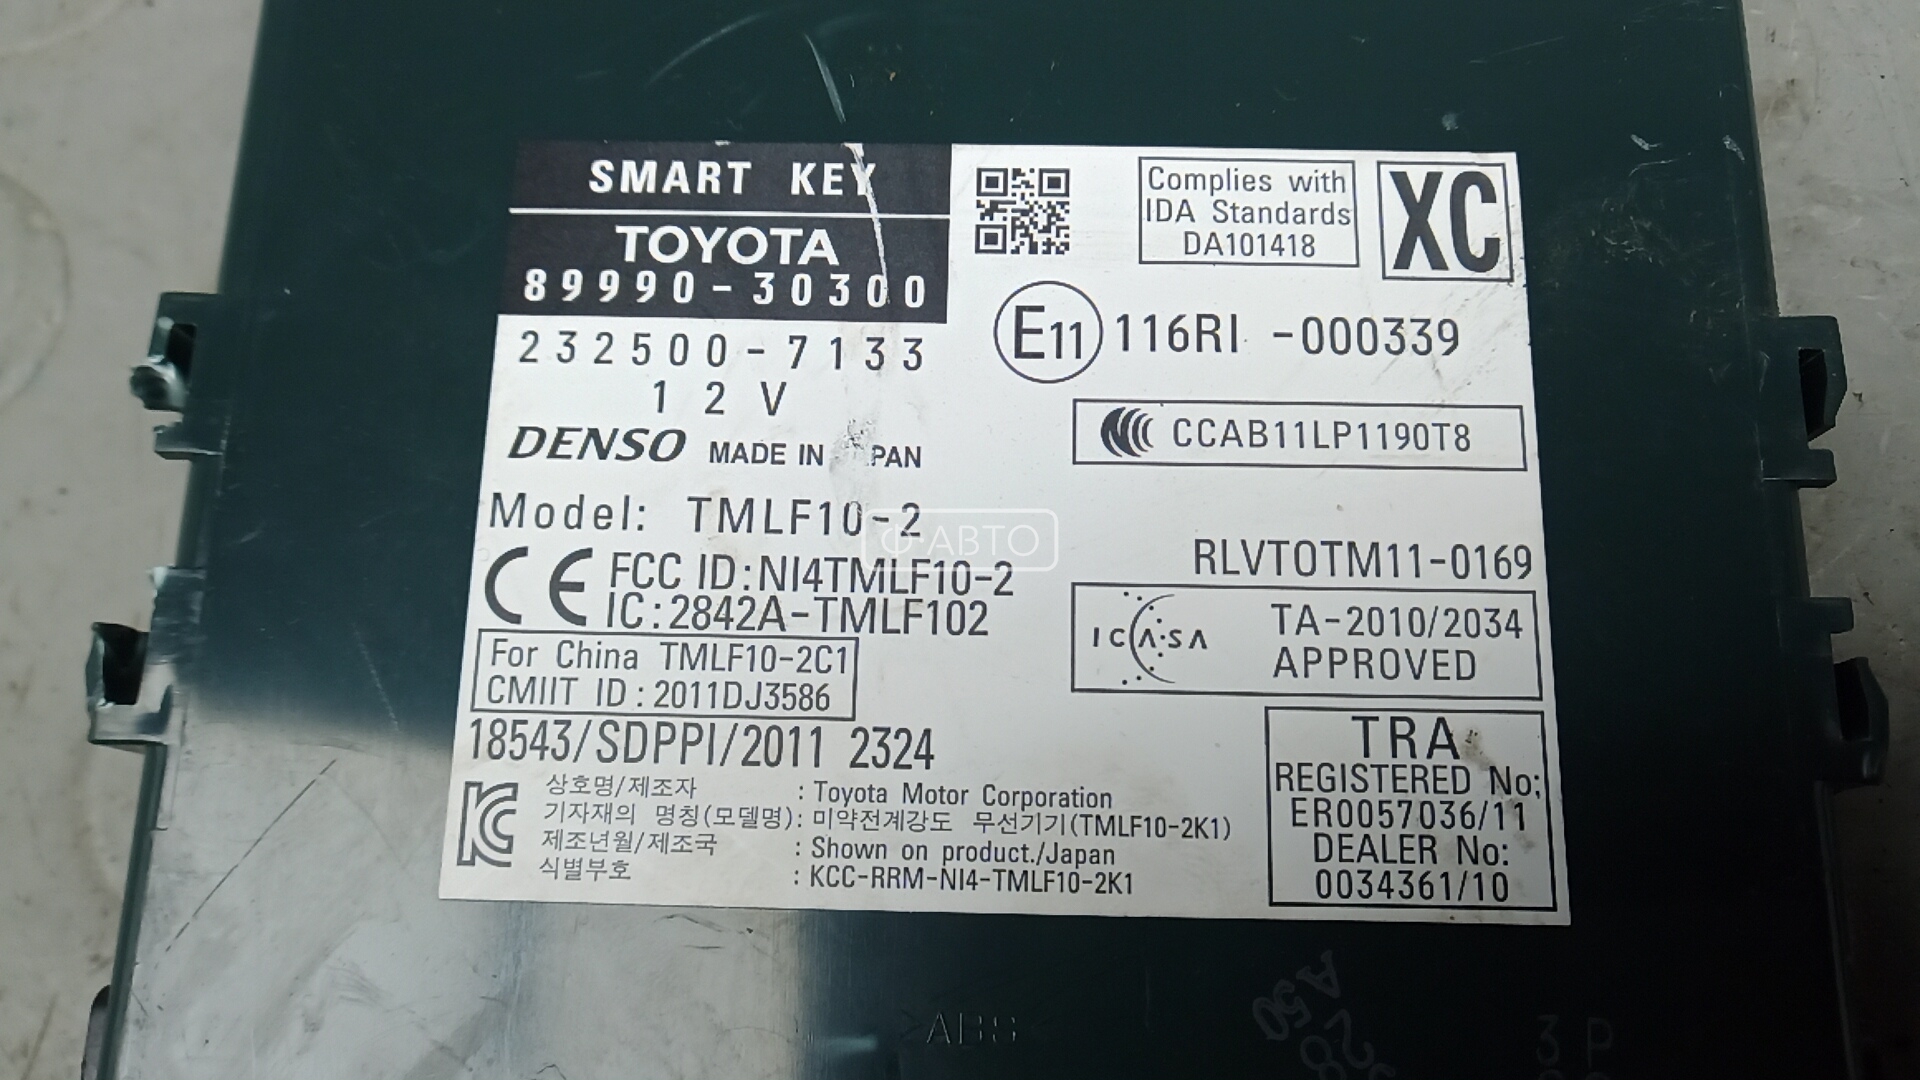 SMART KEY
TOYOTA
89990-30300
232500-7133
12V
DENSO MADE IN JAPAN
Model: TMLF10-2
CE FCC ID:NI4TMLF10-2
IC:2842A-TMLF102
For China TMLF10-2C1
CMIIT ID:2011DJ3586
18543/SDPPI/2011 2324
상호명/제조자 : Toyota Motor Corporation
기자재의 명칭(모델명): 미약전계강도 무선기기(TMLF10-2K1)
제조년월/제조국 : Shown on product./Japan
식별부호 : KCC-RRM-NI4-TMLF10-2K1
Complies with
IDA Standards
DA101418
XC
E11 116RI -000339
CCAB11LP1190T8
RLVTOTM11-0169
ICASA TA-2010/2034
APPROVED
TRA
REGISTERED No;
ER0057036/11
DEALER No:
0034361/10
АВТО
A50
3P